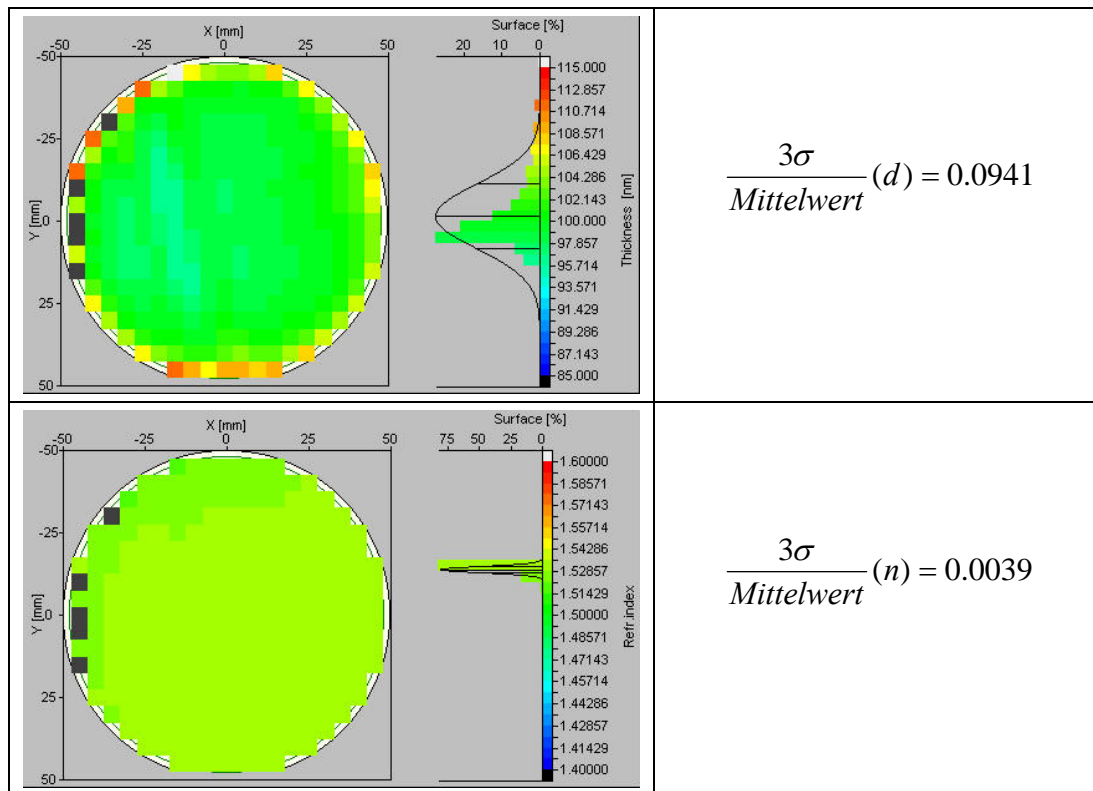 X [mm]
-50 -25 0 25 50
Surface [%]
20 10 0
Y [mm]
-50
-25
0
25
50
115.000
112.857
110.714
108.571
106.429
104.286
102.143
100.000
97.857
95.714
93.571
91.429
89.286
87.143
85.000
Thickness [nm]
3σ
Mittelwert (d) = 0.0941
X [mm]
-50 -25 0 25 50
Surface [%]
75 50 25 0
Y [mm]
-50
-25
0
25
50
1.60000
1.58571
1.57143
1.55714
1.54286
1.52857
1.51429
1.50000
1.48571
1.47143
1.45714
1.44286
1.42857
1.41429
1.40000
Refr.index
3σ
Mittelwert (n) = 0.0039